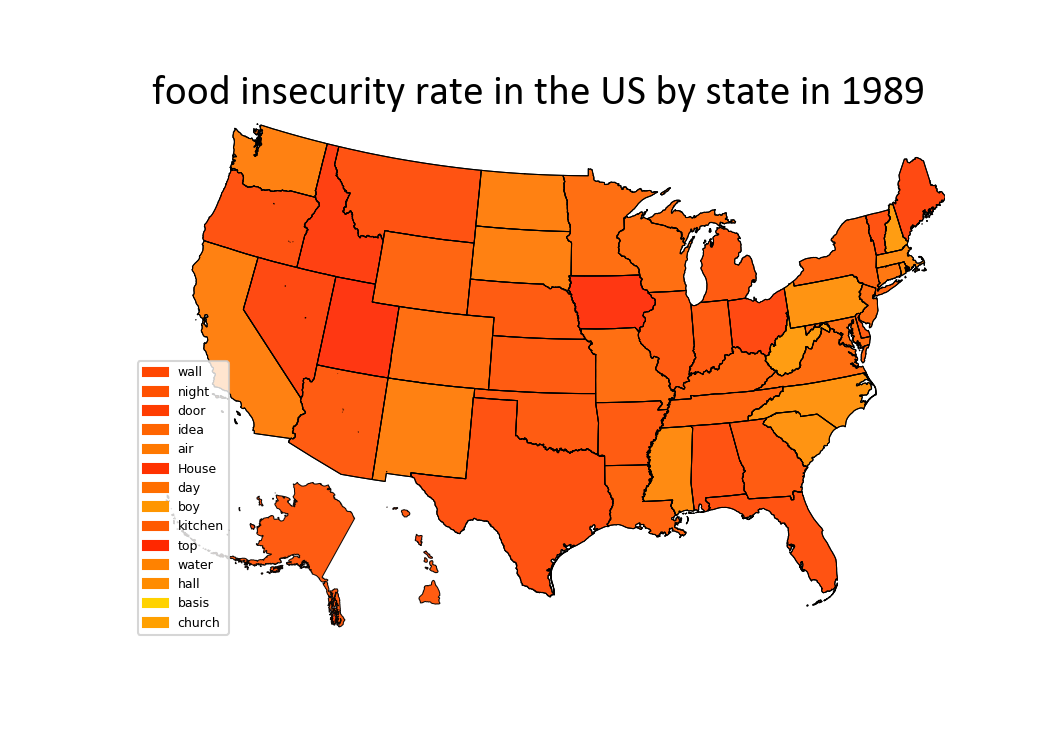 food insecurity rate in the US by state in 1989
wall
night
door
idea
air
House
day
boy
kitchen
top
water
hall
basis
church